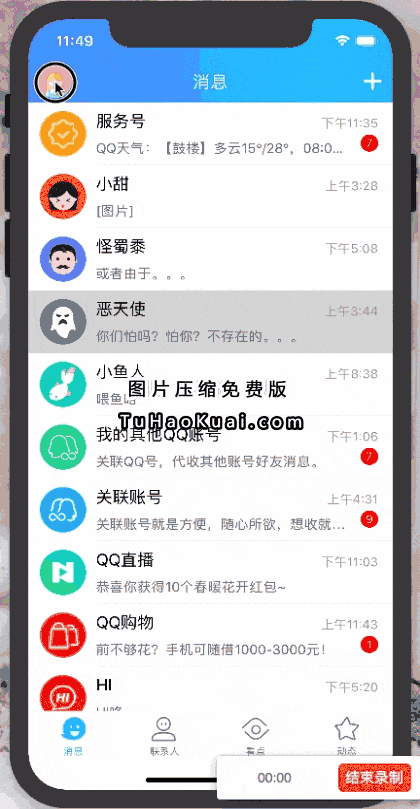 11:49
消息
服务号
下午11:35
QQ天气：【鼓楼】多云15°/28°，08:0...
7
小甜
上午3:28
[图片]
怪蜀黍
下午5:08
或者由于。。。
恶天使
上午3:44
你们怕吗？怕你？不存在的。。。
小鱼人
上午8:38
喂鱼
图片压缩免费版
TuHaoKuai.com
我的其他QQ账号
下午1:06
关联QQ号，代收其他账号好友消息。
7
关联账号
上午4:31
关联账号就是方便，随心所欲，想收就...
9
QQ直播
下午11:03
恭喜你获得10个春暖花开红包~
QQ购物
上午11:43
前不够花？手机可随借1000-3000元！
1
HI
HI
下午5:20
消息
联系人
看点
动态
00:00
结束录制